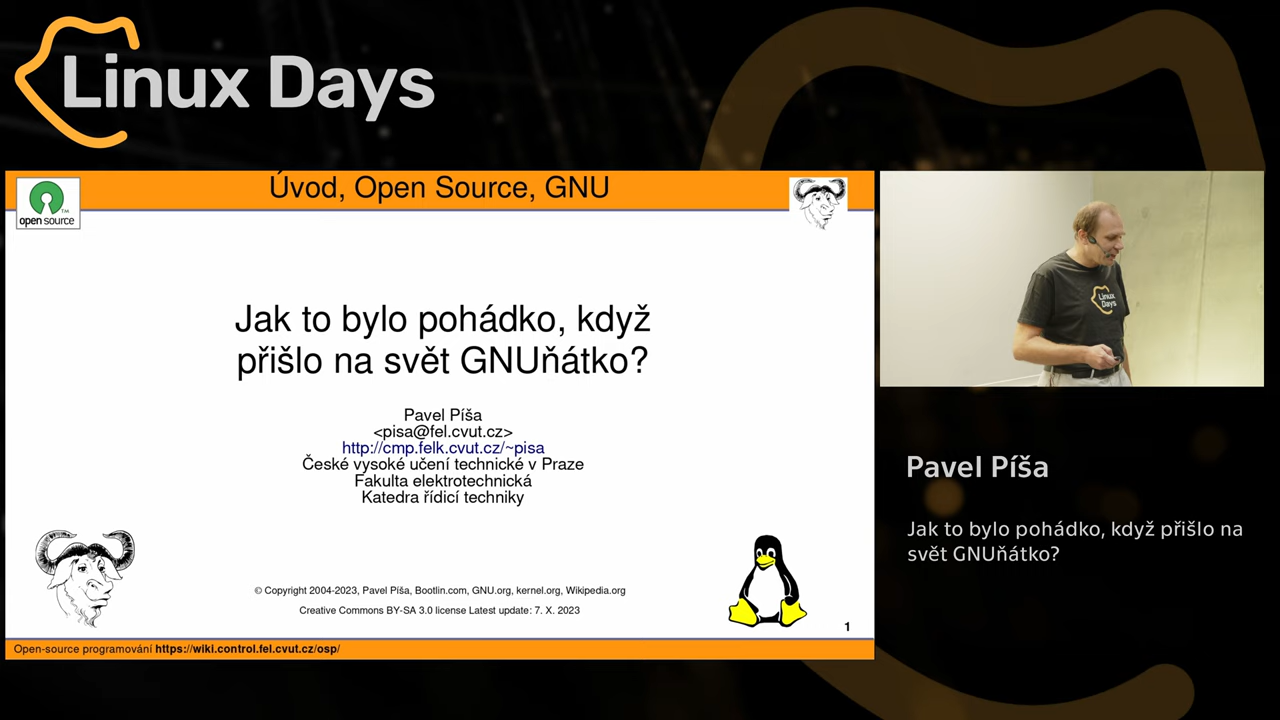 Linux Days
Úvod, Open Source, GNU
open source
TM
Jak to bylo pohádko, když
přišlo na svět GNUňátko?
Pavel Píša
<pisa@fel.cvut.cz>
http://cmp.felk.cvut.cz/~pisa
České vysoké učení technické v Praze
Fakulta elektrotechnická
Katedra řídicí techniky
© Copyright 2004-2023, Pavel Píša, Bootlin.com, GNU.org, kernel.org, Wikipedia.org
Creative Commons BY-SA 3.0 license Latest update: 7. X. 2023
1
Open-source programování https://wiki.control.fel.cvut.cz/osp/
Linux
Days
Pavel Píša
Jak to bylo pohádko, když přišlo na
svět GNUňátko?